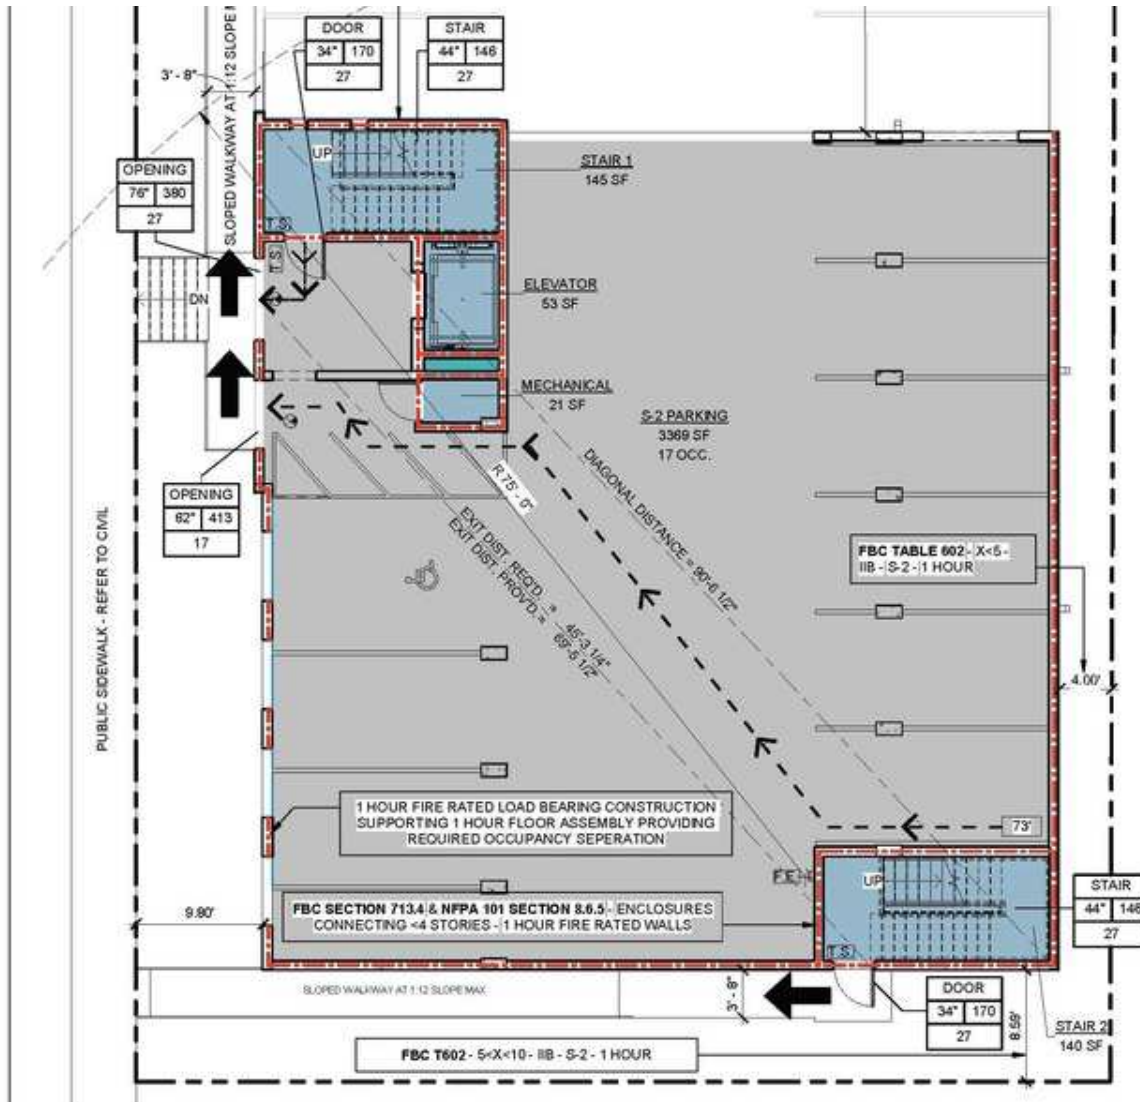 DOOR
34" 170
27
STAIR
44" 146
27
3' - 8"
SLOPED WALKWAY AT 1:12 SLOPE
OPENING
76" 380
27
UP
STAIR 1
145 SF
T.S.
T.S.
DN
ELEVATOR
53 SF
MECHANICAL
21 SF
S-2 PARKING
3369 SF
17 OCC.
OPENING
62" 413
17
R 75' - 0"
DIAGONAL DISTANCE = 90'-6 1/2"
EXIT DIST. REQ'D. = 45'-3 1/4"
EXIT DIST. PROV'D. = 69'-5 1/2"
PUBLIC SIDEWALK - REFER TO CIVIL
FBC TABLE 602 - X<5 -
IIB - S-2 - 1 HOUR
4.00'
1 HOUR FIRE RATED LOAD BEARING CONSTRUCTION
SUPPORTING 1 HOUR FLOOR ASSEMBLY PROVIDING
REQUIRED OCCUPANCY SEPERATION
73'
F.E.
UP
STAIR
44" 146
27
9.80'
FBC SECTION 713.4 & NFPA 101 SECTION 8.6.5 - ENCLOSURES
CONNECTING <4 STORIES - 1 HOUR FIRE RATED WALLS
T.S.
SLOPED WALKWAY AT 1:12 SLOPE MAX
3' - 8"
DOOR
34" 170
27
8.59'
STAIR 2
140 SF
FBC T602 - 5<X<10 - IIB - S-2 - 1 HOUR